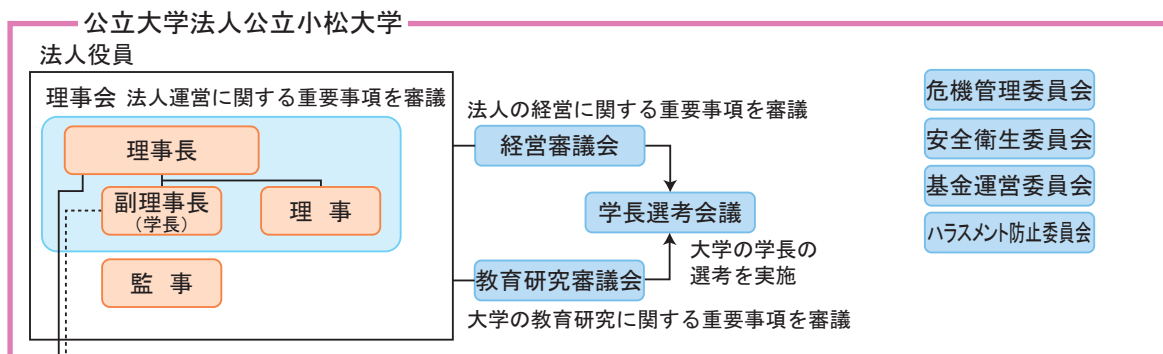 公立大学法人公立小松大学
法人役員
理事会 法人運営に関する重要事項を審議
理事長
副理事長
(学長)
理 事
監 事
法人の経営に関する重要事項を審議
経営審議会
学長選考会議
大学の学長の
選考を実施
教育研究審議会
大学の教育研究に関する重要事項を審議
危機管理委員会
安全衛生委員会
基金運営委員会
ハラスメント防止委員会